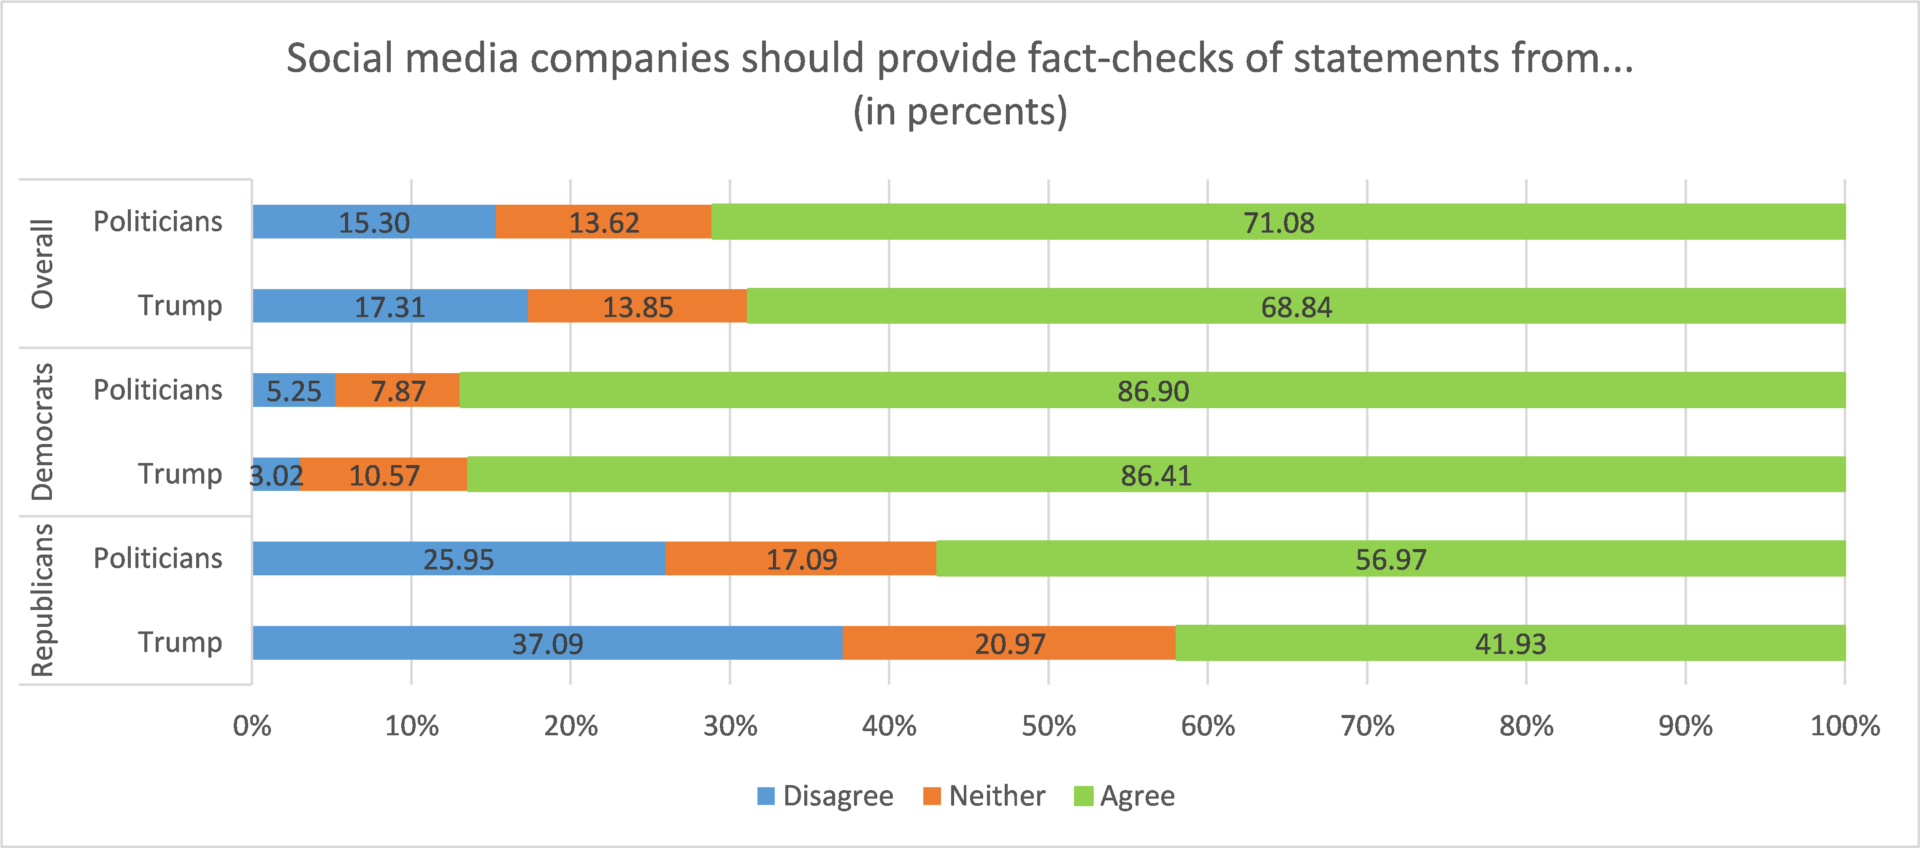 Social media companies should provide fact-checks of statements from...
(in percents)
Overall
Politicians
15.30 13.62 71.08
Trump
17.31 13.85 68.84
Democrats
Politicians
5.25 7.87 86.90
Trump
3.02 10.57 86.41
Republicans
Politicians
25.95 17.09 56.97
Trump
37.09 20.97 41.93
0% 10% 20% 30% 40% 50% 60% 70% 80% 90% 100%
Disagree Neither Agree